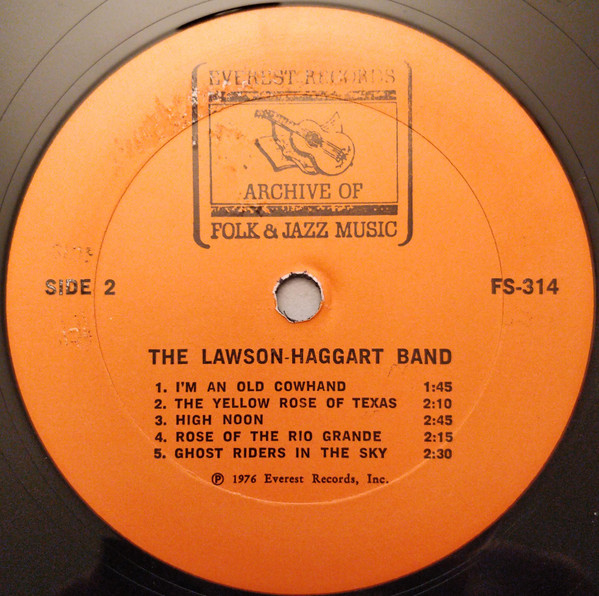 EVEREST RECORDS
ARCHIVE OF
FOLK & JAZZ MUSIC
SIDE 2 FS-314
THE LAWSON-HAGGART BAND
1. I'M AN OLD COWHAND 1:45
2. THE YELLOW ROSE OF TEXAS 2:10
3. HIGH NOON 2:45
4. ROSE OF THE RIO GRANDE 2:15
5. GHOST RIDERS IN THE SKY 2:30
℗ 1976 Everest Records, Inc.